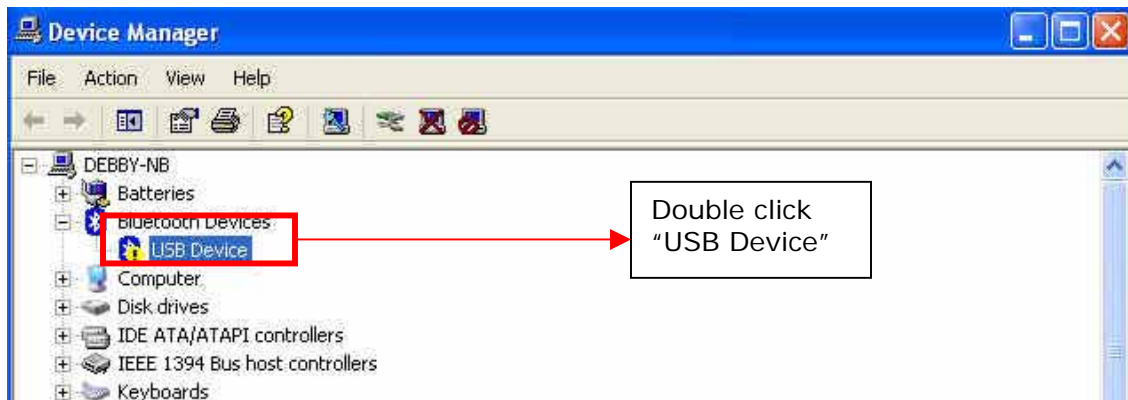 Device Manager
File Action View Help
DEBBY-NB
Batteries
Bluetooth Devices
USB Device
Double click
“USB Device”
Computer
Disk drives
IDE ATA/ATAPI controllers
IEEE 1394 Bus host controllers
Keyboards